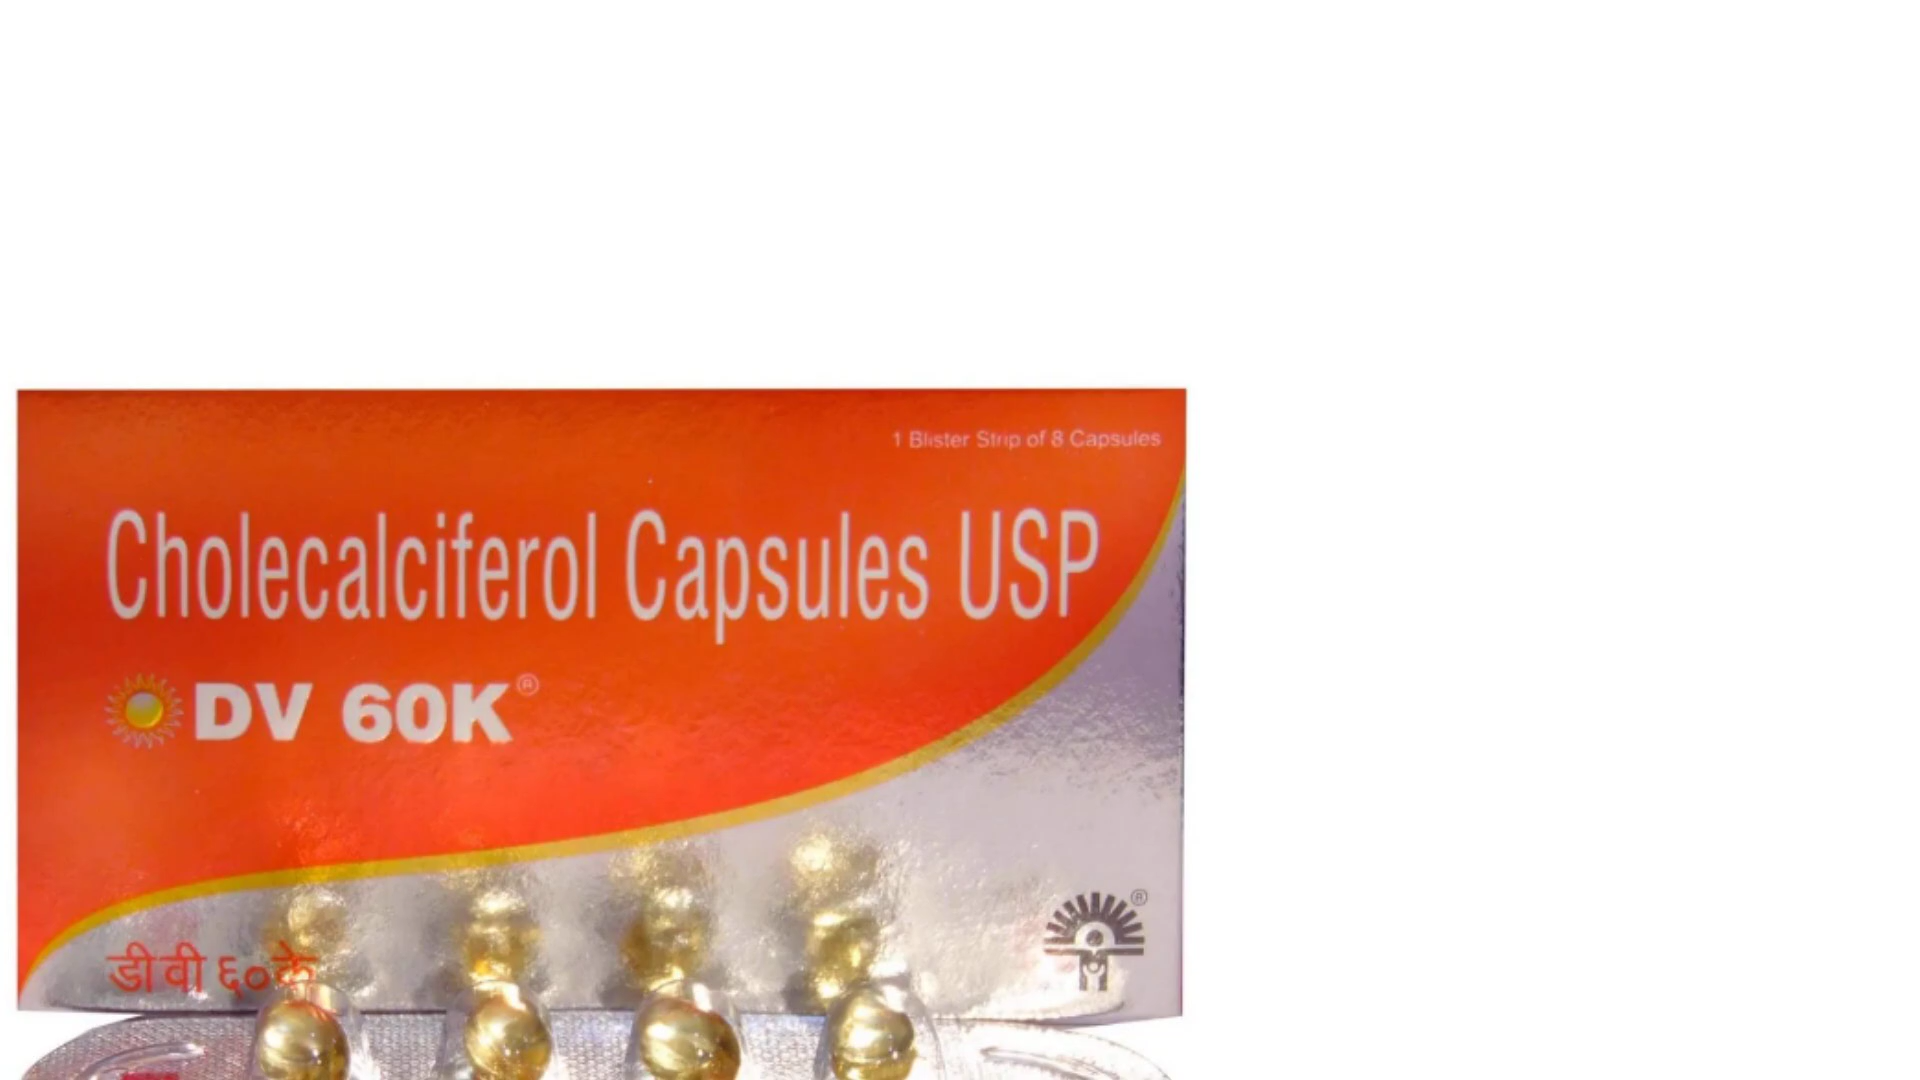 1 Blister Strip of 8 Capsules
Cholecalciferol Capsules USP
DV 60K®
डी वी ६०के
®